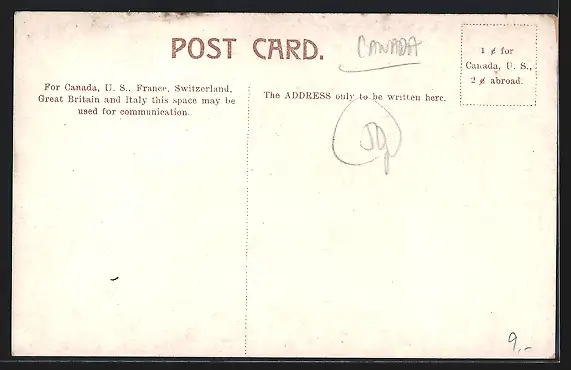 POST CARD.
CANADA
1 ¢ for
Canada, U. S.,
2 ¢ abroad.
For Canada, U. S., France, Switzerland,
Great Britain and Italy this space may be
used for communication.
The ADDRESS only to be written here.
9,-